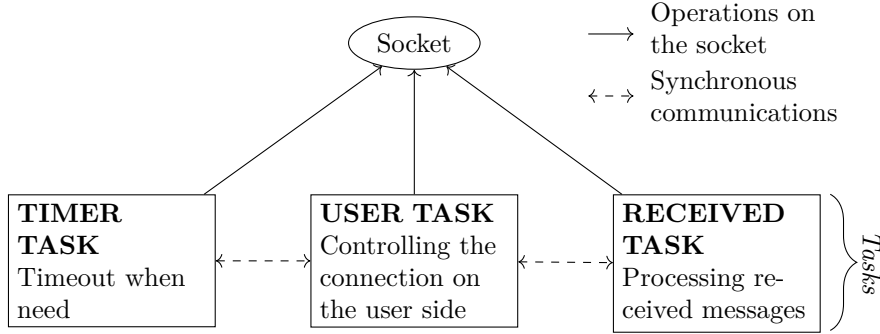 Socket
Operations on
the socket
Synchronous
communications
TIMER
TASK
Timeout when
need
USER TASK
Controlling the
connection on
the user side
RECEIVED
TASK
Processing re-
ceived messages
Tasks